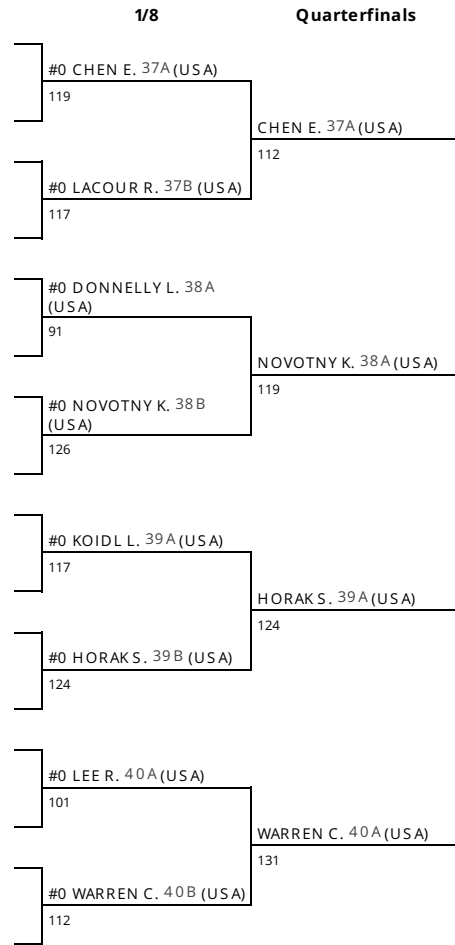 1/8
Quarterfinals
#0 CHEN E. 37A (USA)
119
CHEN E. 37A (USA)
112
#0 LACOUR R. 37B (USA)
117
#0 DONNELLY L. 38A
(USA)
91
NOVOTNY K. 38A (USA)
119
#0 NOVOTNY K. 38B
(USA)
126
#0 KOIDL L. 39A (USA)
117
HORAK S. 39A (USA)
124
#0 HORAK S. 39B (USA)
124
#0 LEE R. 40A (USA)
101
WARREN C. 40A (USA)
131
#0 WARREN C. 40B (USA)
112